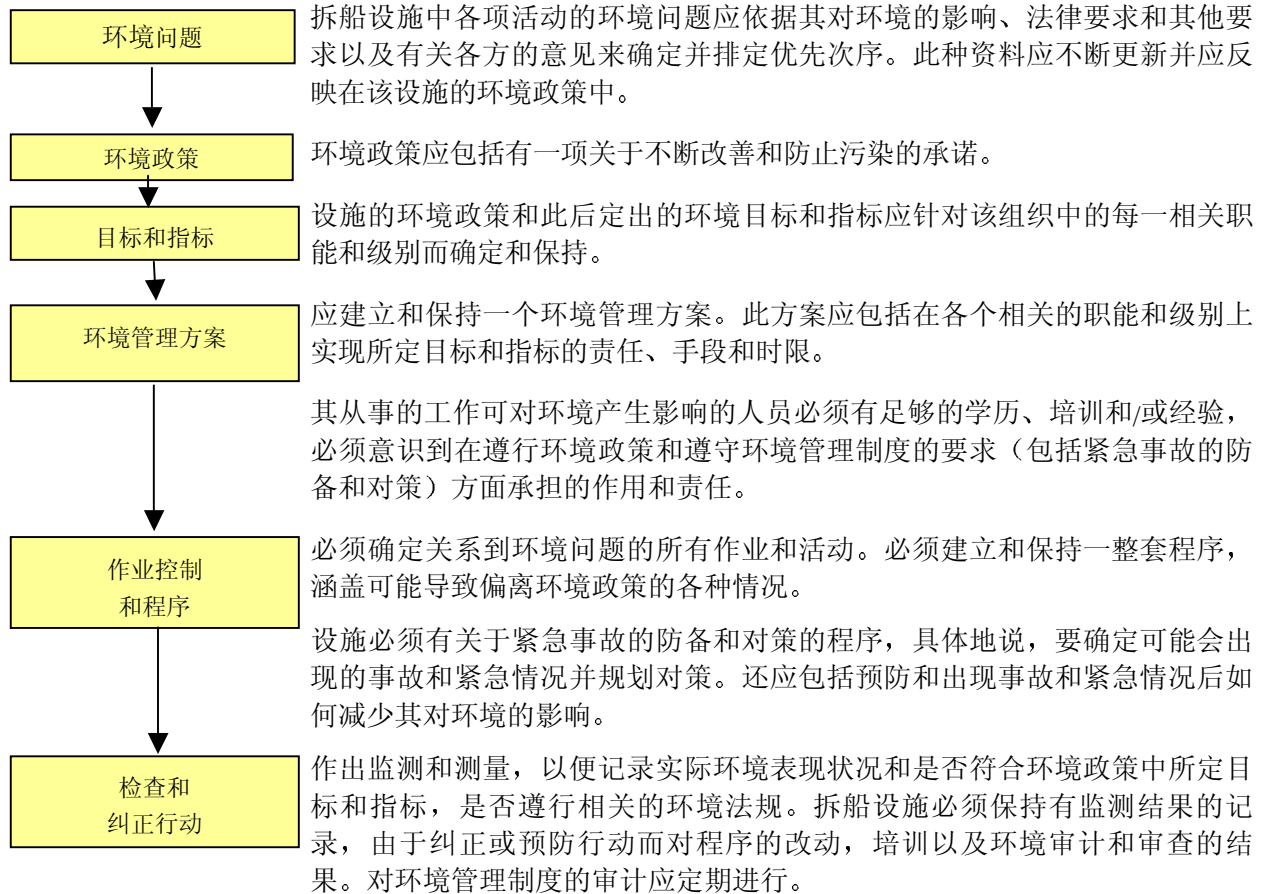 环境问题
拆船设施中各项活动的环境问题应依据其对环境的影响、法律要求和其他要
求以及有关各方的意见来确定并排定优先次序。此种资料应不断更新并应反
映在该设施的环境政策中。
环境政策
环境政策应包括有一项关于不断改善和防止污染的承诺。
目标和指标
设施的环境政策和此后定出的环境目标和指标应针对该组织中的每一相关职
能和级别而确定和保持。
环境管理方案
应建立和保持一个环境管理方案。此方案应包括在各个相关的职能和级别上
实现所定目标和指标的责任、手段和时限。
其从事的工作可对环境产生影响的人员必须有足够的学历、培训和/或经验，
必须意识到在遵行环境政策和遵守环境管理制度的要求（包括紧急事故的防
备和对策）方面承担的作用和责任。
作业控制
和程序
必须确定关系到环境问题的所有作业和活动。必须建立和保持一整套程序，
涵盖可能导致偏离环境政策的各种情况。
设施必须有关于紧急事故的防备和对策的程序，具体地说，要确定可能会出
现的事故和紧急情况并规划对策。还应包括预防和出现事故和紧急情况后如
何减少其对环境的影响。
检查和
纠正行动
作出监测和测量，以便记录实际环境表现状况和是否符合环境政策中所定目
标和指标，是否遵行相关的环境法规。拆船设施必须保持有监测结果的记
录，由于纠正或预防行动而对程序的改动，培训以及环境审计和审查的结
果。对环境管理制度的审计应定期进行。